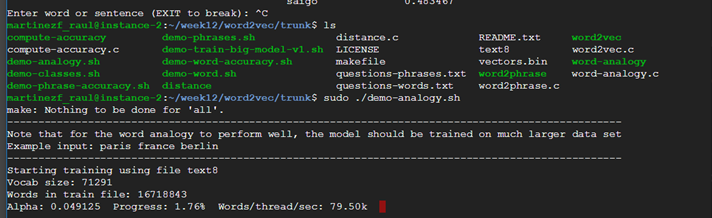 saigo 0.483467
Enter word or sentence (EXIT to break): ^C
martinezf_raul@instance-2:~/week12/word2vec/trunk$ ls
compute-accuracy demo-phrases.sh distance.c README.txt word2vec
compute-accuracy.c demo-train-big-model-v1.sh LICENSE text8 word2vec.c
demo-analogy.sh demo-word-accuracy.sh makefile vectors.bin word-analogy
demo-classes.sh demo-word.sh questions-phrases.txt word2phrase word-analogy.c
demo-phrase-accuracy.sh distance questions-words.txt word2phrase.c
martinezf_raul@instance-2:~/week12/word2vec/trunk$ sudo ./demo-analogy.sh
make: Nothing to be done for 'all'.
---------------------------------------------------------------------------------------------------
Note that for the word analogy to perform well, the model should be trained on much larger data set
Example input: paris france berlin
---------------------------------------------------------------------------------------------------
Starting training using file text8
Vocab size: 71291
Words in train file: 16718843
Alpha: 0.049125 Progress: 1.76% Words/thread/sec: 79.50k